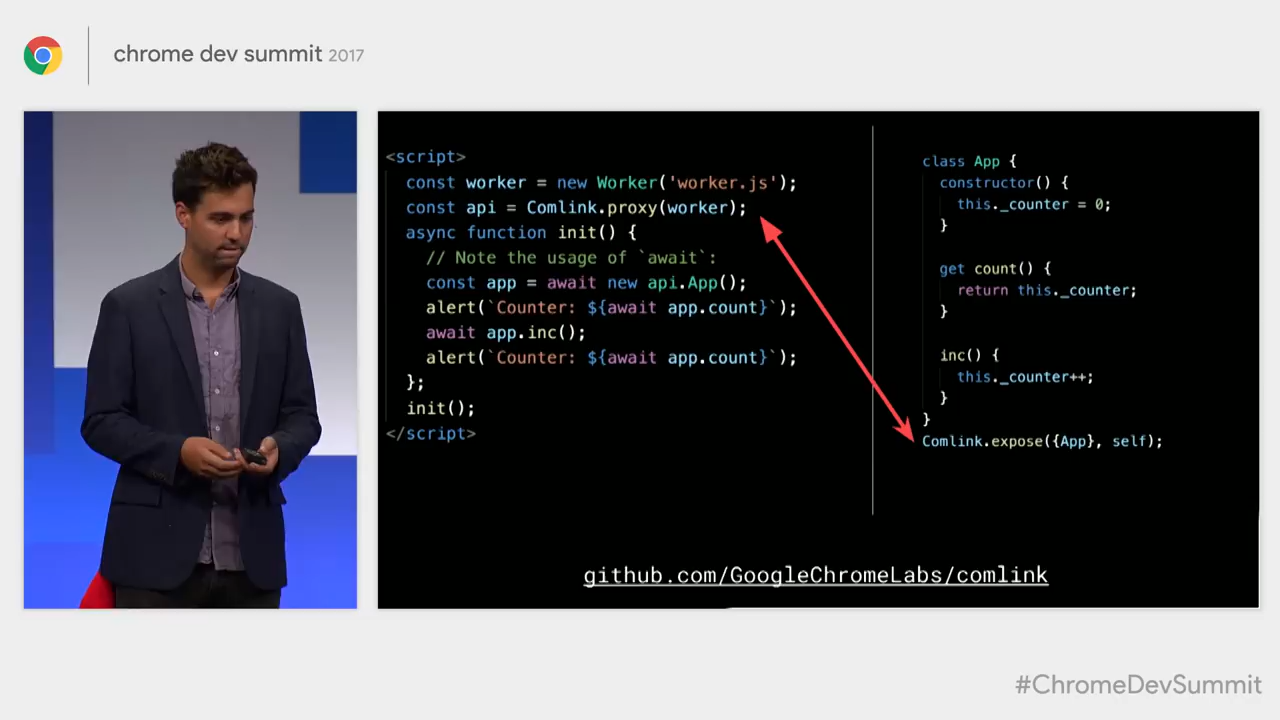 chrome dev summit 2017
<script>
const worker = new Worker('worker.js');
const api = Comlink.proxy(worker);
async function init() {
// Note the usage of `await`:
const app = await new api.App();
alert(`Counter: ${await app.count}`);
await app.inc();
alert(`Counter: ${await app.count}`);
};
init();
</script>
class App {
constructor() {
this._counter = 0;
}
get count() {
return this._counter;
}
inc() {
this._counter++;
}
}
Comlink.expose({App}, self);
github.com/GoogleChromeLabs/comlink
#ChromeDevSummit